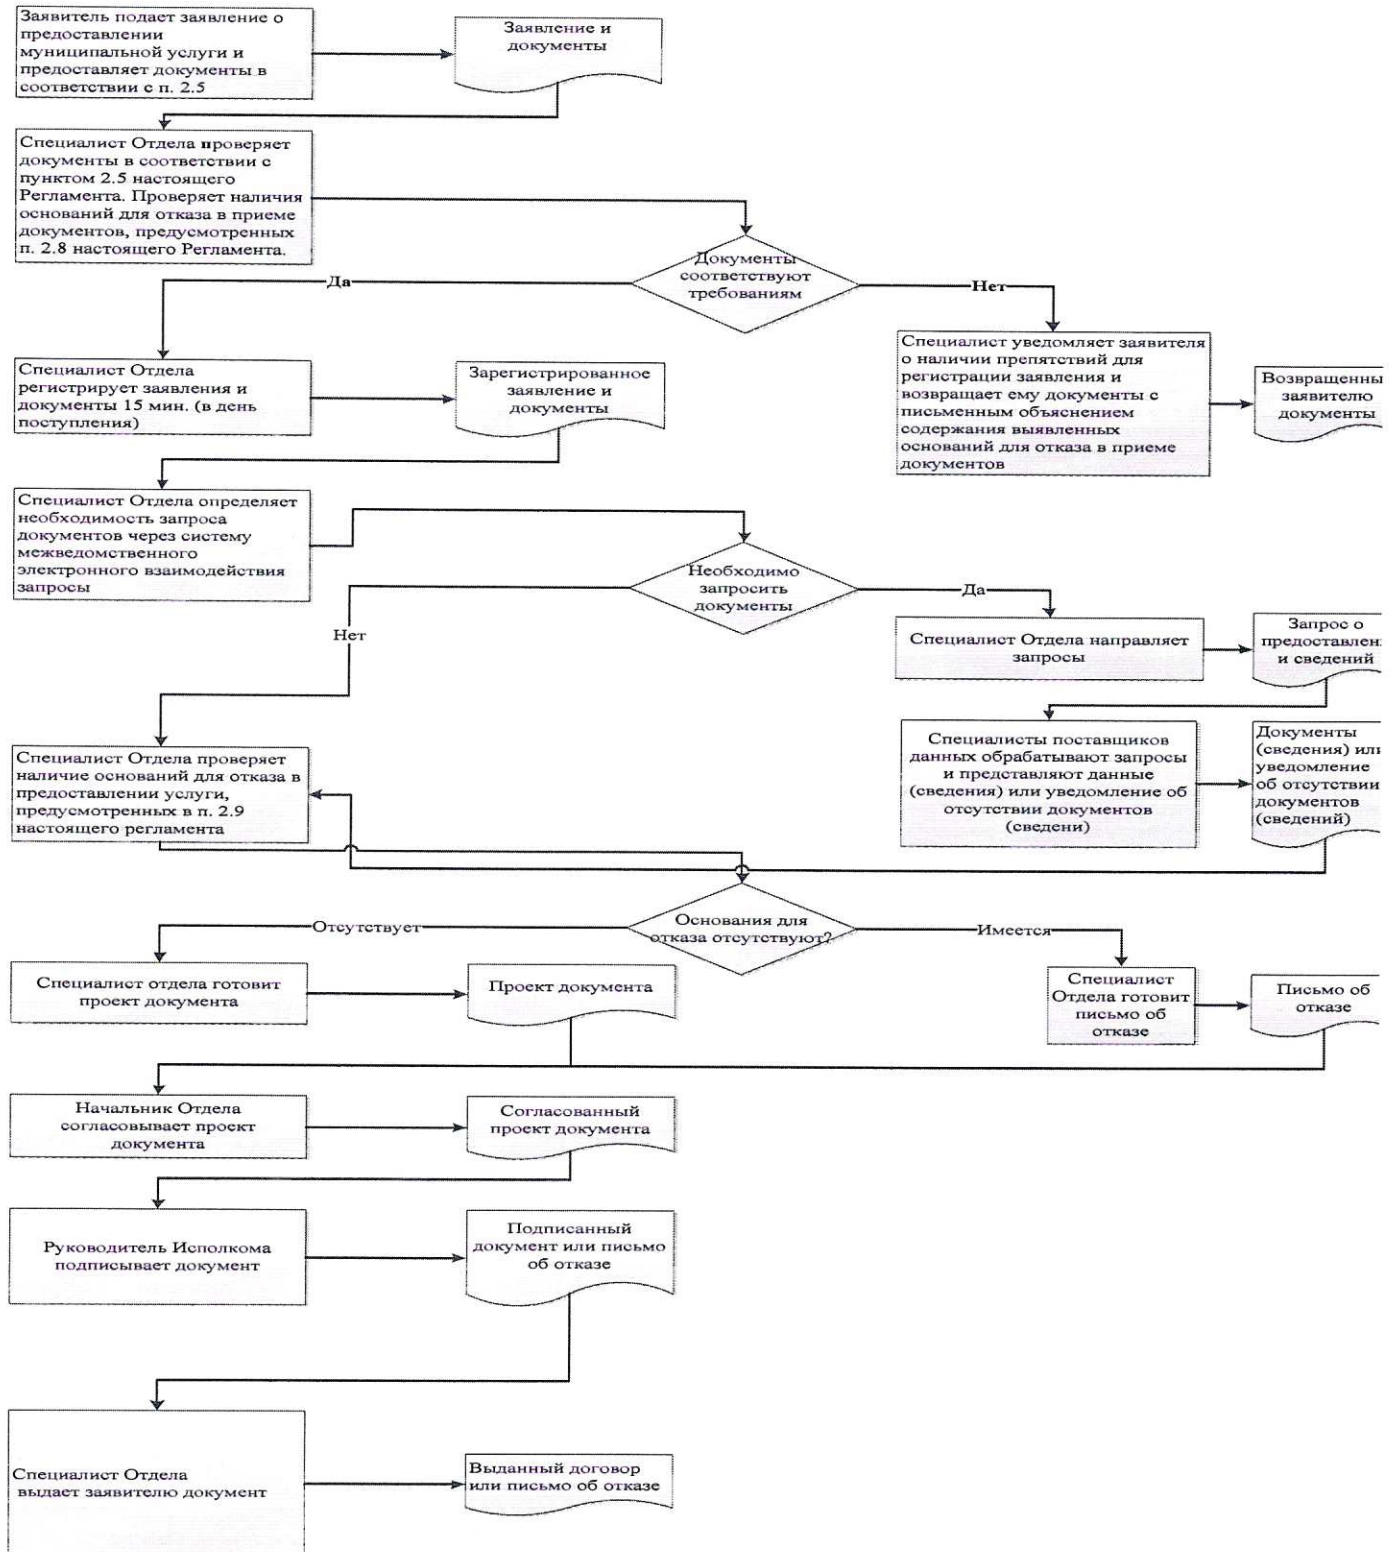 Заявитель подает заявление о
предоставлении
муниципальной услуги и
предоставляет документы в
соответствии с п. 2.5
Заявление и
документы
Специалист Отдела проверяет
документы в соответствии с
пунктом 2.5 настоящего
Регламента. Проверяет наличия
оснований для отказа в приеме
документов, предусмотренных
п. 2.8 настоящего Регламента.
Документы
соответствуют
требованиям
Да
Нет
Специалист Отдела
регистрирует заявления и
документы 15 мин. (в день
поступления)
Зарегистрированное
заявление и
документы
Специалист уведомляет заявителя
о наличии препятствий для
регистрации заявления и
возвращает ему документы с
письменным объяснением
содержания выявленных
оснований для отказа в приеме
документов
Возвращенны
заявителю
документы
Специалист Отдела определяет
необходимость запроса
документов через систему
межведомственного
электронного взаимодействия
запросы
Необходимо
запросить
документы
Нет
Да
Специалист Отдела направляет
запросы
Запрос о
предоставлен
и сведений
Специалисты поставщиков
данных обрабатывают запросы
и представляют данные
(сведения) или уведомление об
отсутствии документов
(сведени)
Документы
(сведения) или
уведомление
об отсутствии
документов
(сведений)
Специалист Отдела проверяет
наличие оснований для отказа в
предоставлении услуги,
предусмотренных в п. 2.9
настоящего регламента
Основания для
отказа отсутствуют?
Отсутствует
Имеется
Специалист отдела готовит
проект документа
Проект документа
Специалист
Отдела готовит
письмо об
отказе
Письмо об
отказе
Начальник Отдела
согласовывает проект
документа
Согласованный
проект документа
Руководитель Исполкома
подписывает документ
Подписанный
документ или письмо
об отказе
Специалист Отдела
выдает заявителю документ
Выданный договор
или письмо об отказе